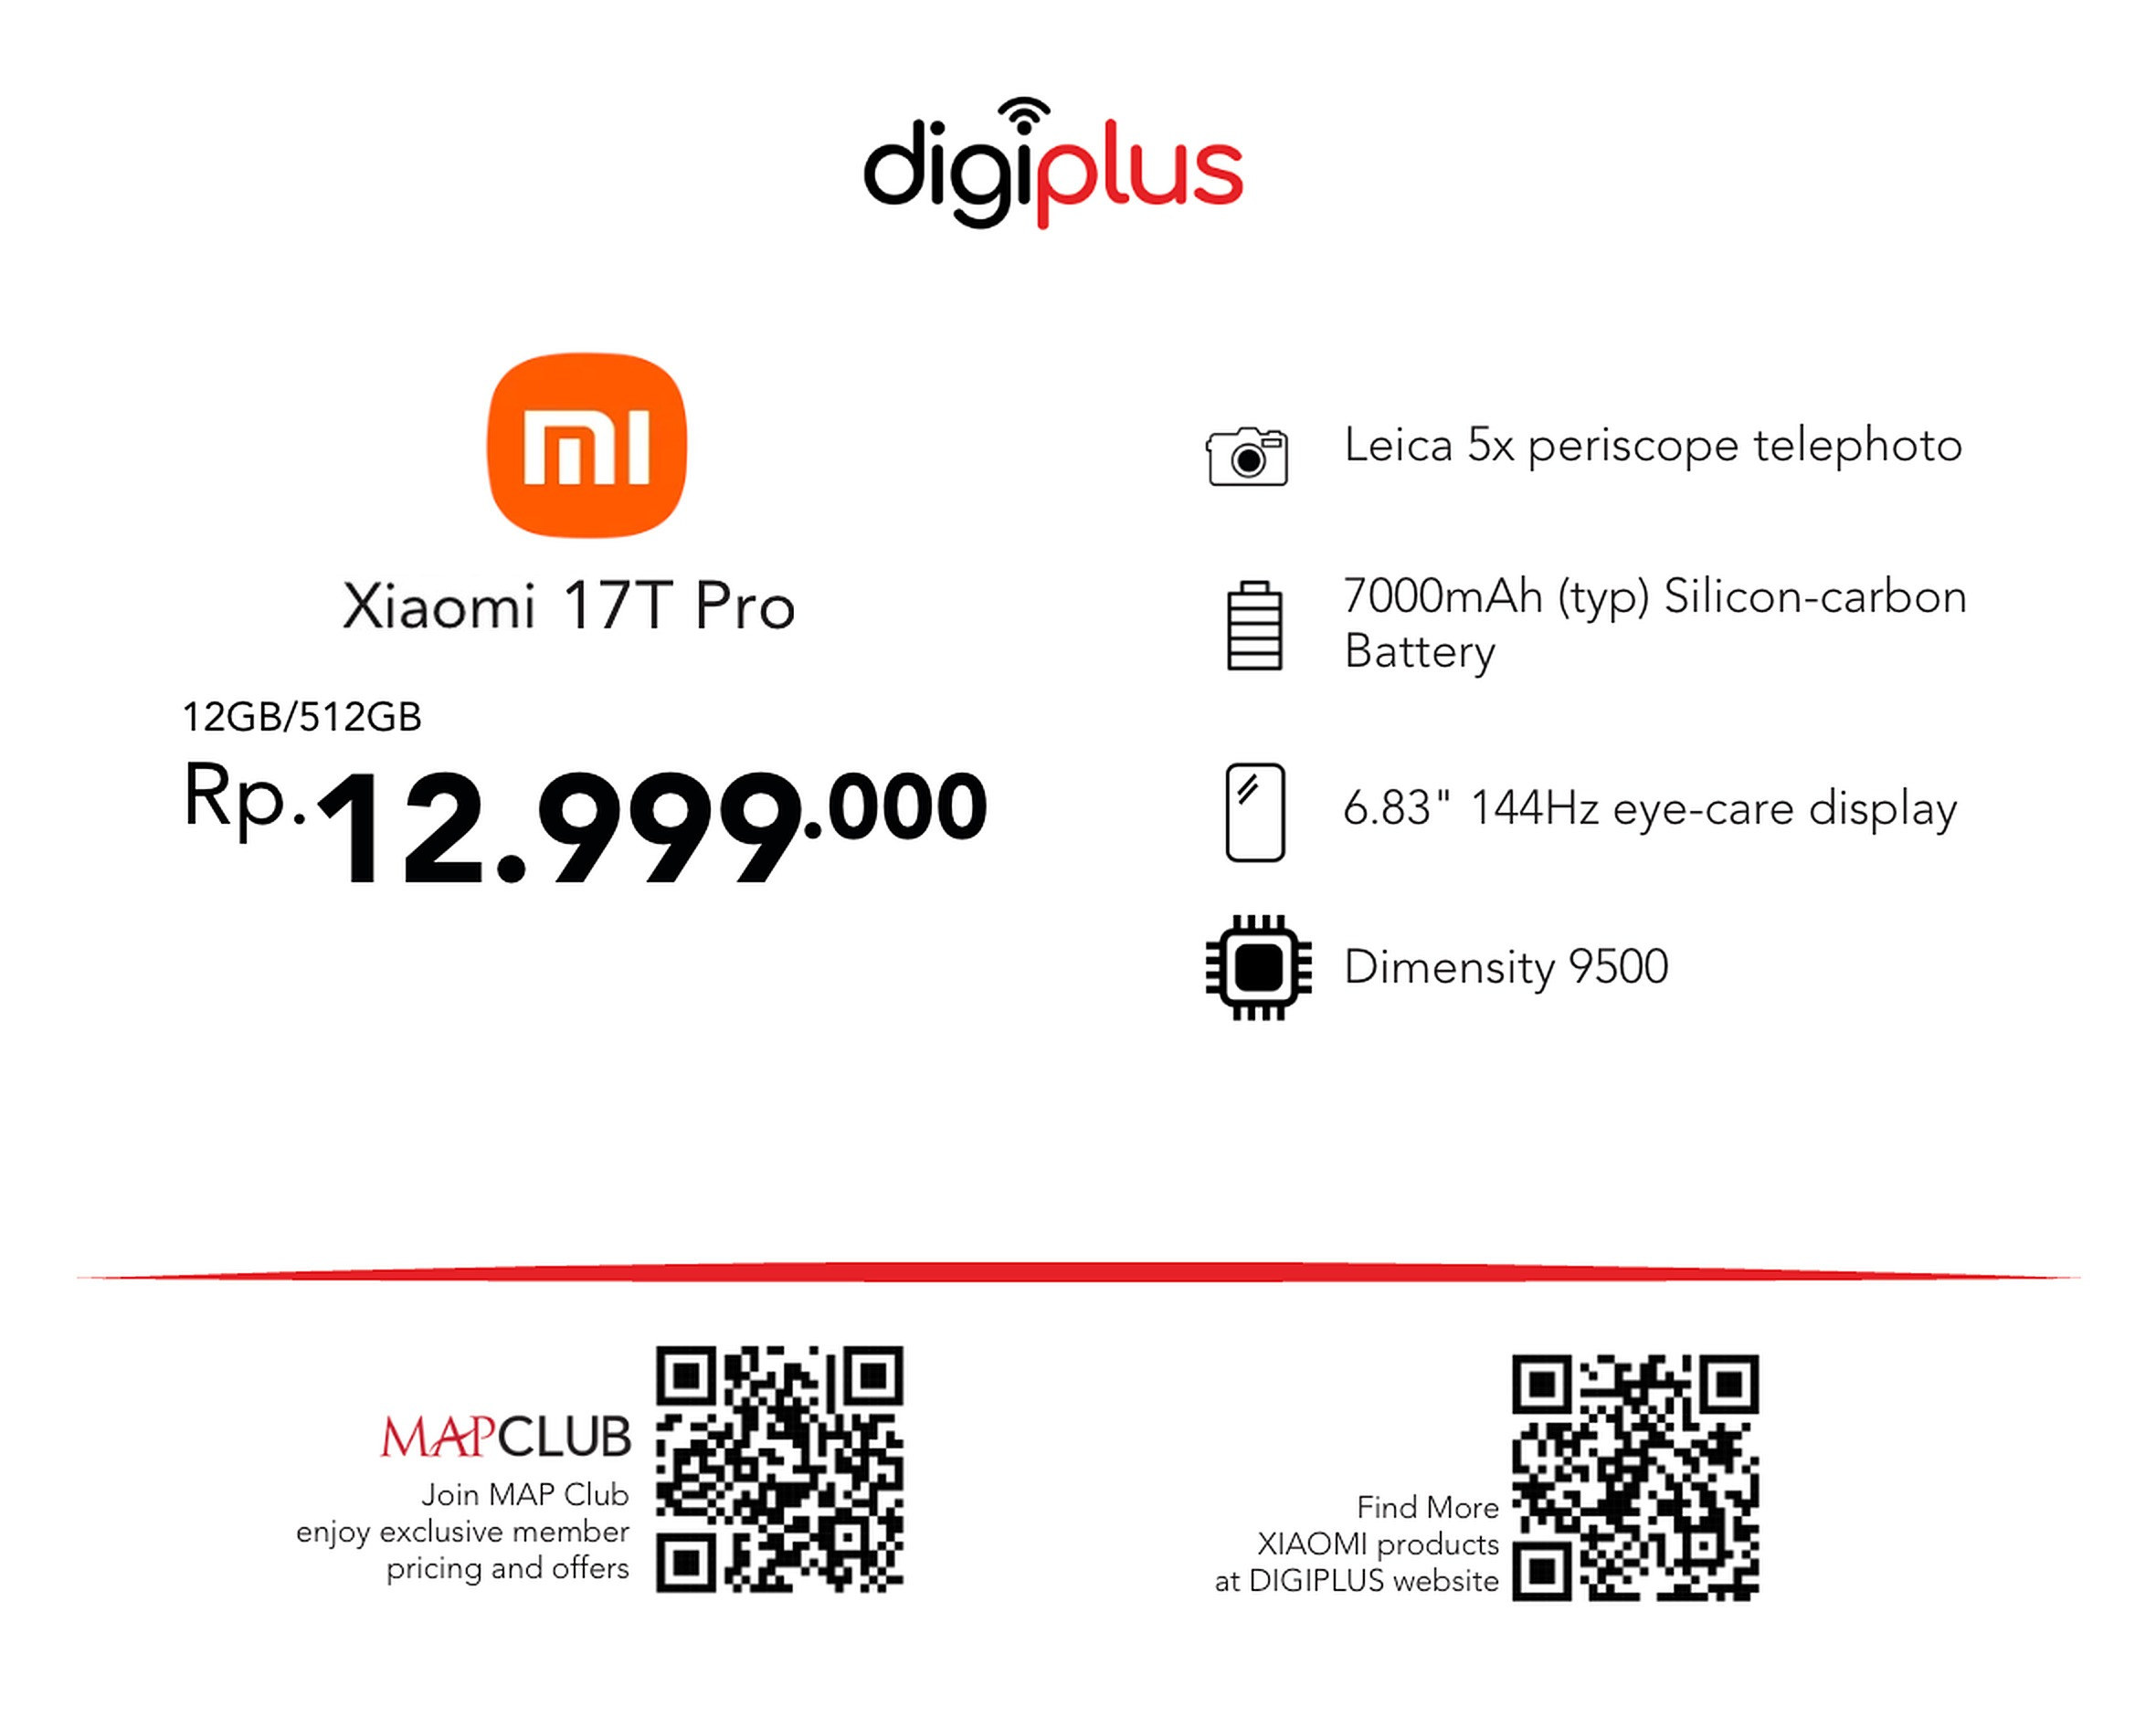 digiplus
mi
Xiaomi 17T Pro
12GB/512GB
Rp.12.999.000
Leica 5x periscope telephoto
7000mAh (typ) Silicon-carbon
Battery
6.83" 144Hz eye-care display
Dimensity 9500
MAPCLUB
Join MAP Club
enjoy exclusive member
pricing and offers
Find More
XIAOMI products
at DIGIPLUS website